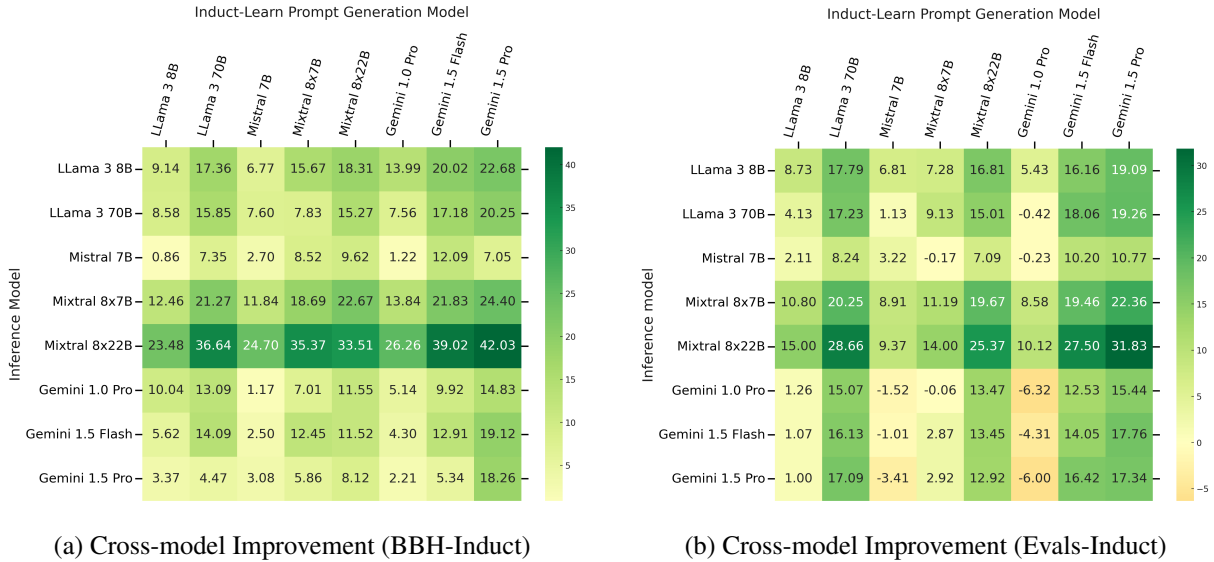 Induct-Learn Prompt Generation Model
LLama 3 8B
LLama 3 70B
Mistral 7B
Mixtral 8x7B
Mixtral 8x22B
Gemini 1.0 Pro
Gemini 1.5 Flash
Gemini 1.5 Pro
Inference Model
LLama 3 8B 9.14 17.36 6.77 15.67 18.31 13.99 20.02 22.68
LLama 3 70B 8.58 15.85 7.60 7.83 15.27 7.56 17.18 20.25
Mistral 7B 0.86 7.35 2.70 8.52 9.62 1.22 12.09 7.05
Mixtral 8x7B 12.46 21.27 11.84 18.69 22.67 13.84 21.83 24.40
Mixtral 8x22B 23.48 36.64 24.70 35.37 33.51 26.26 39.02 42.03
Gemini 1.0 Pro 10.04 13.09 1.17 7.01 11.55 5.14 9.92 14.83
Gemini 1.5 Flash 5.62 14.09 2.50 12.45 11.52 4.30 12.91 19.12
Gemini 1.5 Pro 3.37 4.47 3.08 5.86 8.12 2.21 5.34 18.26
40
35
30
25
20
15
10
5
(a) Cross-model Improvement (BBH-Induct)
Induct-Learn Prompt Generation Model
LLama 3 8B
LLama 3 70B
Mistral 7B
Mixtral 8x7B
Mixtral 8x22B
Gemini 1.0 Pro
Gemini 1.5 Flash
Gemini 1.5 Pro
Inference model
LLama 3 8B 8.73 17.79 6.81 7.28 16.81 5.43 16.16 19.09
LLama 3 70B 4.13 17.23 1.13 9.13 15.01 -0.42 18.06 19.26
Mistral 7B 2.11 8.24 3.22 -0.17 7.09 -0.23 10.20 10.77
Mixtral 8x7B 10.80 20.25 8.91 11.19 19.67 8.58 19.46 22.36
Mixtral 8x22B 15.00 28.66 9.37 14.00 25.37 10.12 27.50 31.83
Gemini 1.0 Pro 1.26 15.07 -1.52 -0.06 13.47 -6.32 12.53 15.44
Gemini 1.5 Flash 1.07 16.13 -1.01 2.87 13.45 -4.31 14.05 17.76
Gemini 1.5 Pro 1.00 17.09 -3.41 2.92 12.92 -6.00 16.42 17.34
30
25
20
15
10
5
0
−5
(b) Cross-model Improvement (Evals-Induct)